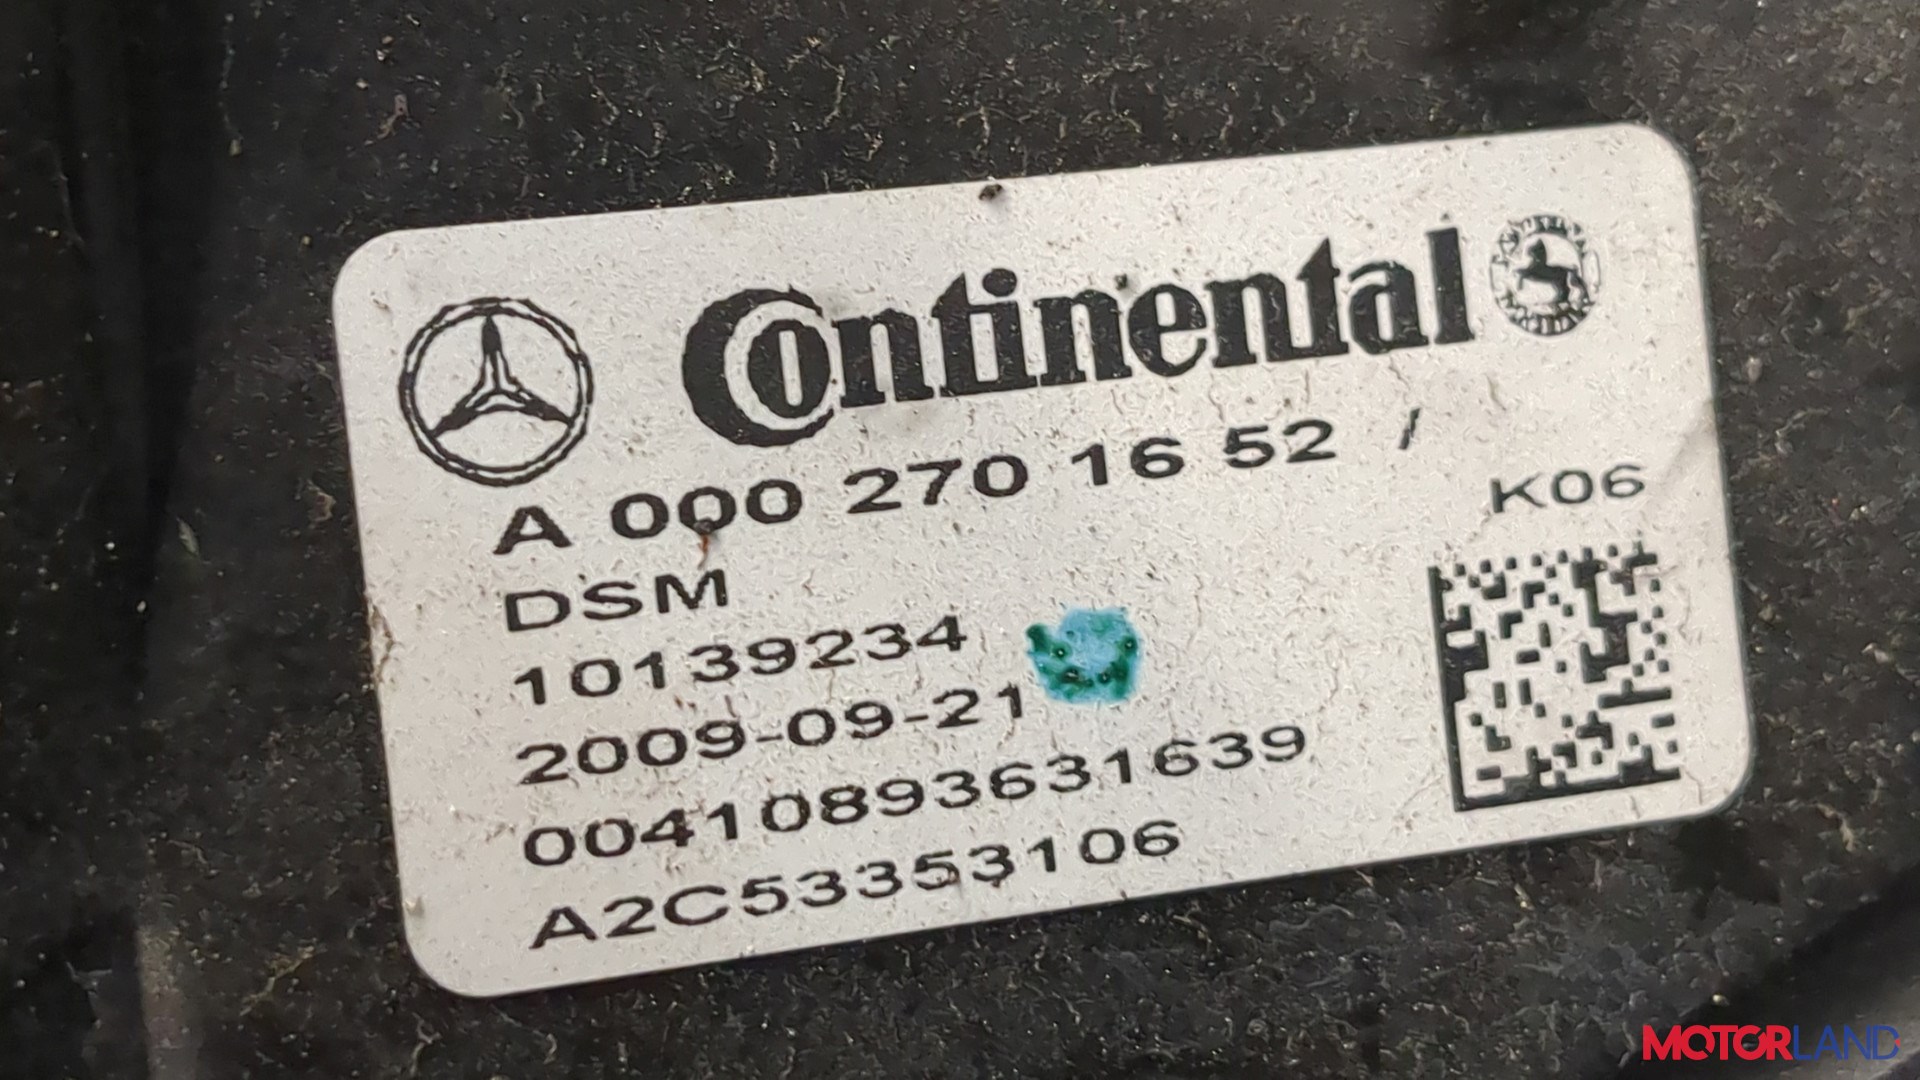 Continental
A 000 270 16 52 /
K06
DSM
10139234
2009-09-21
00410893631639
A2C53353106
MOTORLAND